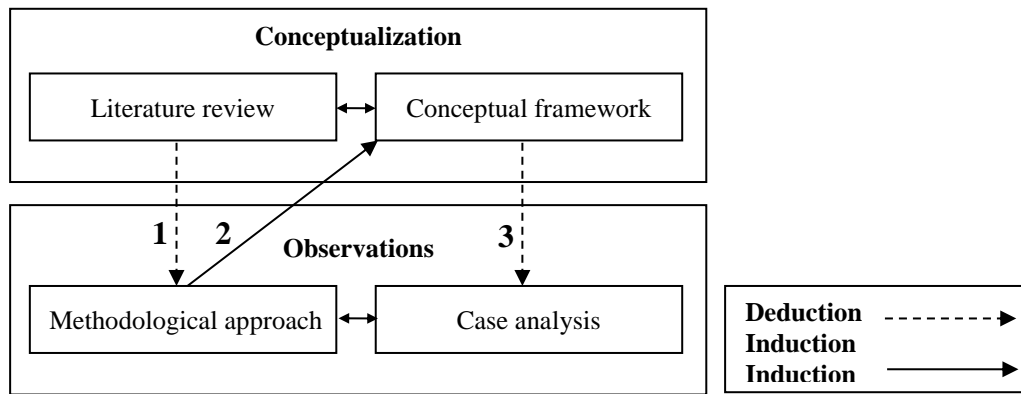 Conceptualization
Literature review
Conceptual framework
1
2
3
Observations
Methodological approach
Case analysis
Deduction
Induction
Induction